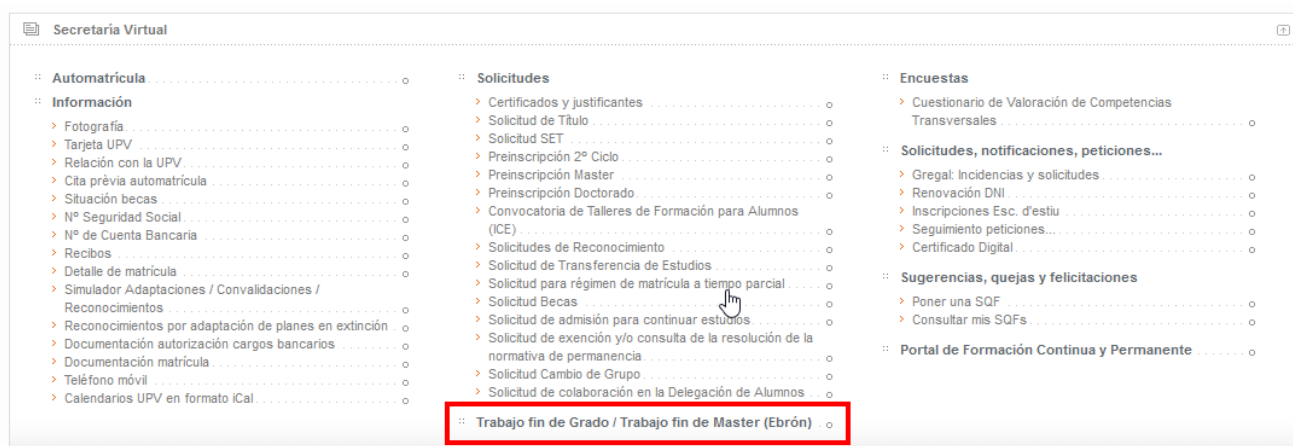 Secretaría Virtual
Automatrícula
Información
Fotografía
Tarjeta UPV
Relación con la UPV
Cita prèvia automatrícula
Situación becas
Nº Seguridad Social
Nº de Cuenta Bancaria
Recibos
Detalle de matrícula
Simulador Adaptaciones / Convalidaciones /
Reconocimientos
Reconocimientos por adaptación de planes en extinción
Documentación autorización cargos bancarios
Documentación matrícula
Teléfono móvil
Calendarios UPV en formato iCal
Solicitudes
Certificados y justificantes
Solicitud de Título
Solicitud SET
Preinscripción 2º Ciclo
Preinscripción Master
Preinscripción Doctorado
Convocatoria de Talleres de Formación para Alumnos
(ICE)
Solicitudes de Reconocimiento
Solicitud de Transferencia de Estudios
Solicitud para régimen de matrícula a tiempo parcial
Solicitud Becas
Solicitud de admisión para continuar estudios
Solicitud de exención y/o consulta de la resolución de la
normativa de permanencia
Solicitud Cambio de Grupo
Solicitud de colaboración en la Delegación de Alumnos
Trabajo fin de Grado / Trabajo fin de Master (Ebrón)
Encuestas
Cuestionario de Valoración de Competencias
Transversales
Solicitudes, notificaciones, peticiones...
Gregal: Incidencias y solicitudes
Renovación DNI
Inscripciones Esc. d'estiu
Seguimiento peticiones...
Certificado Digital
Sugerencias, quejas y felicitaciones
Poner una SQF
Consultar mis SQFs
Portal de Formación Continua y Permanente